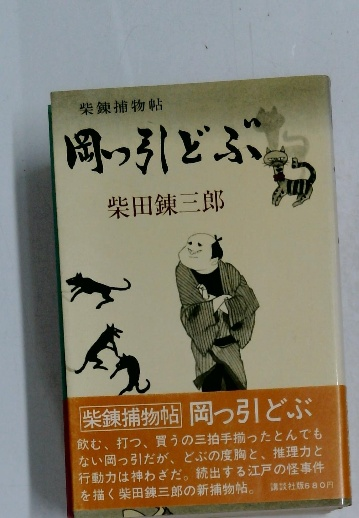 柴錬捕物帖
岡っ引どぶ
柴田錬三郎
柴錬捕物帖 岡っ引どぶ
飲む、打つ、買うの三拍手揃ったとんでも
ない岡っ引だが、どぶの度胸と、推理力と
行動力は神わざだ。続出する江戸の怪事件
を描く柴田錬三郎の新捕物帖。 講談社版680円